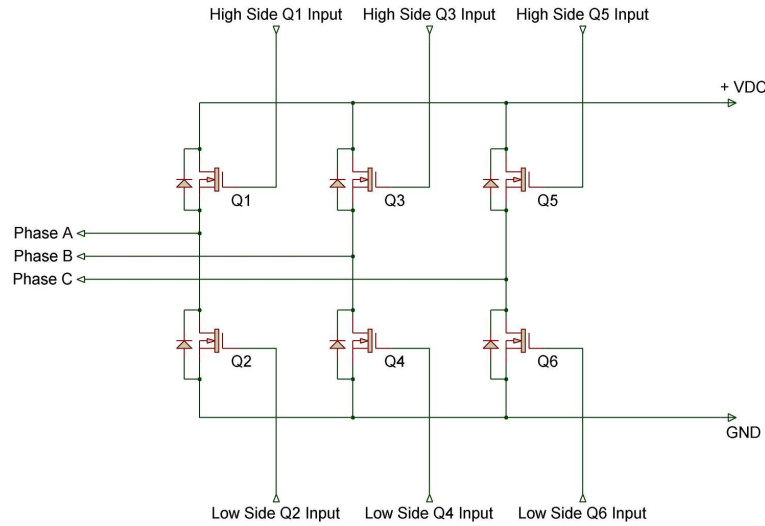 High Side Q1 Input High Side Q3 Input High Side Q5 Input
+ VDC
Q1 Q3 Q5
Phase A
Phase B
Phase C
Q2 Q4 Q6
GND
Low Side Q2 Input Low Side Q4 Input Low Side Q6 Input